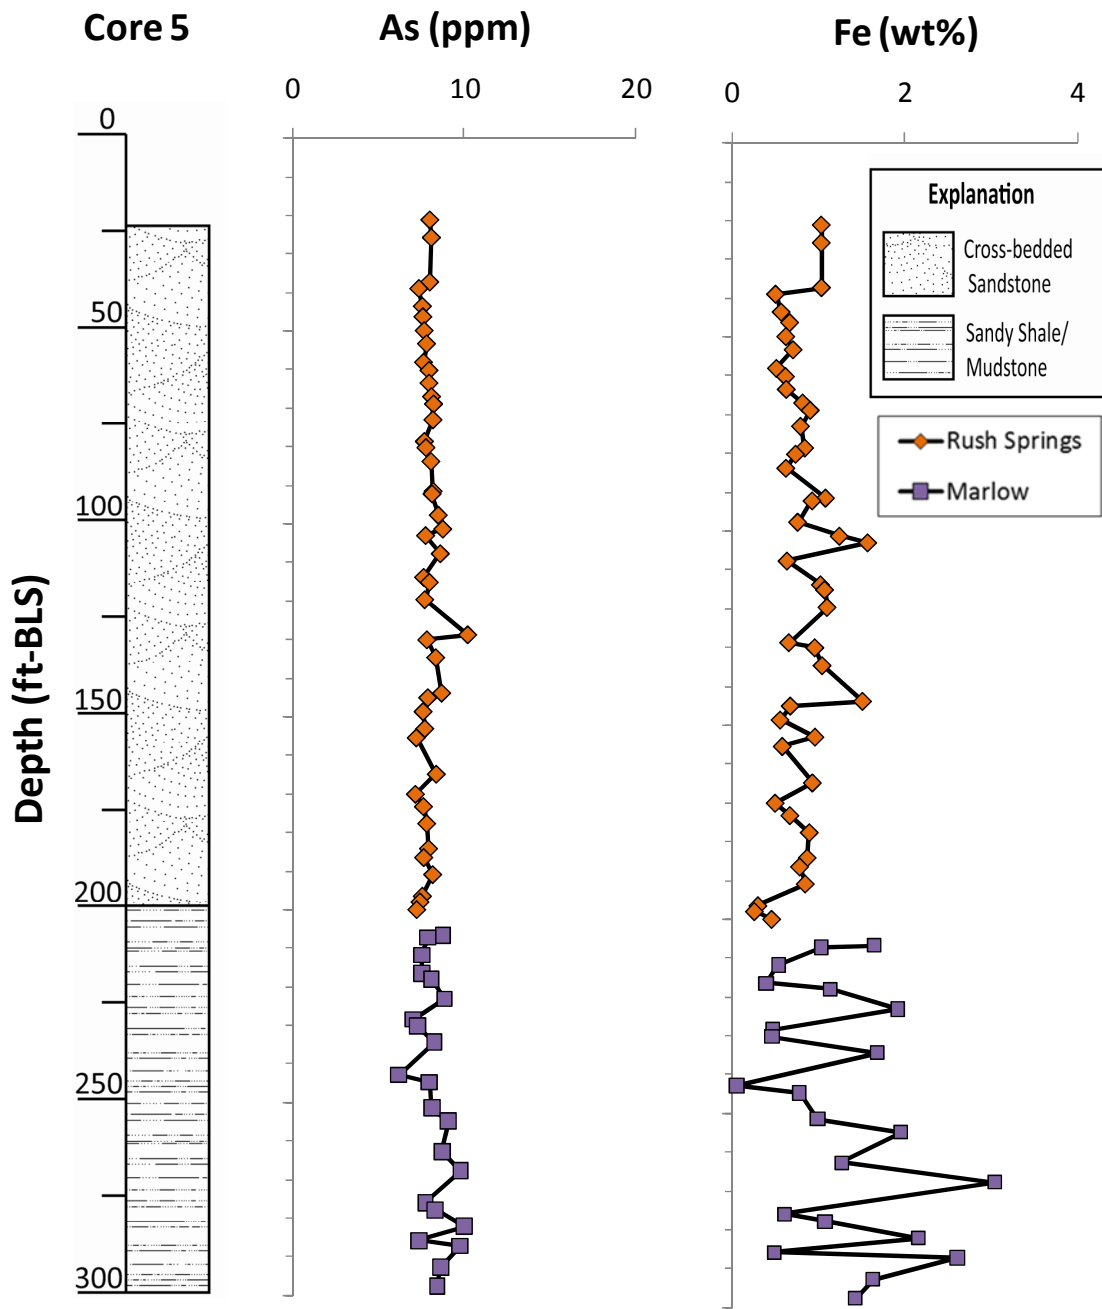 Core 5
As (ppm)
Fe (wt%)
0
10
20
0
2
4
0
50
100
150
200
250
300
Depth (ft-BLS)
Explanation
Cross-bedded
Sandstone
Sandy Shale/
Mudstone
Rush Springs
Marlow